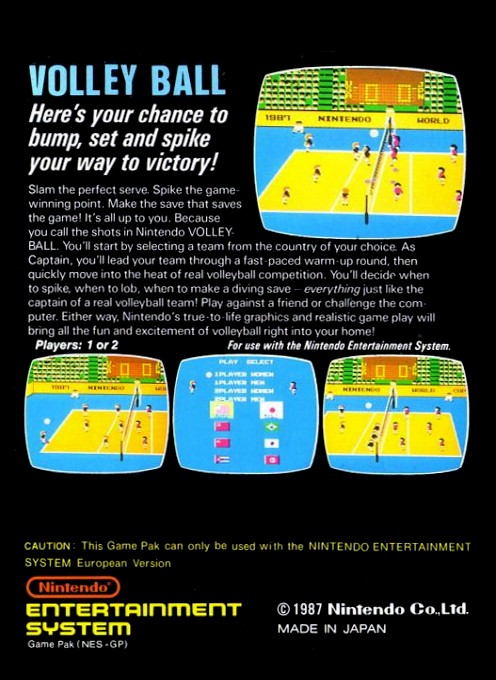 VOLLEY BALL
Here's your chance to
bump, set and spike
your way to victory!
1987 NINTENDO WORLD
Slam the perfect serve. Spike the game-
winning point. Make the save that saves
the game! It's all up to you. Because
you call the shots in Nintendo VOLLEY-
BALL. You'll start by selecting a team from the country of your choice. As
Captain, you'll lead your team through a fast-paced warm-up round, then
quickly move into the heat of real volleyball competition. You'll decide when
to spike, when to lob, when to make a diving save – everything just like the
captain of a real volleyball team! Play against a friend or challenge the com-
puter. Either way, Nintendo's true-to-life graphics and realistic game play will
bring all the fun and excitement of volleyball right into your home!
Players: 1 or 2
For use with the Nintendo Entertainment System.
1987 NINTENDO WORLD
PLAY SELECT
1PLAYER WOMEN
1PLAYER MEN
2PLAYER WOMEN
2PLAYER MEN
NINTENDO WORLD CUP
CAUTION: This Game Pak can only be used with the NINTENDO ENTERTAINMENT
SYSTEM European Version
Nintendo®
ENTERTAINMENT
SYSTEM
Game Pak (NES-GP)
© 1987 Nintendo Co.,Ltd.
MADE IN JAPAN